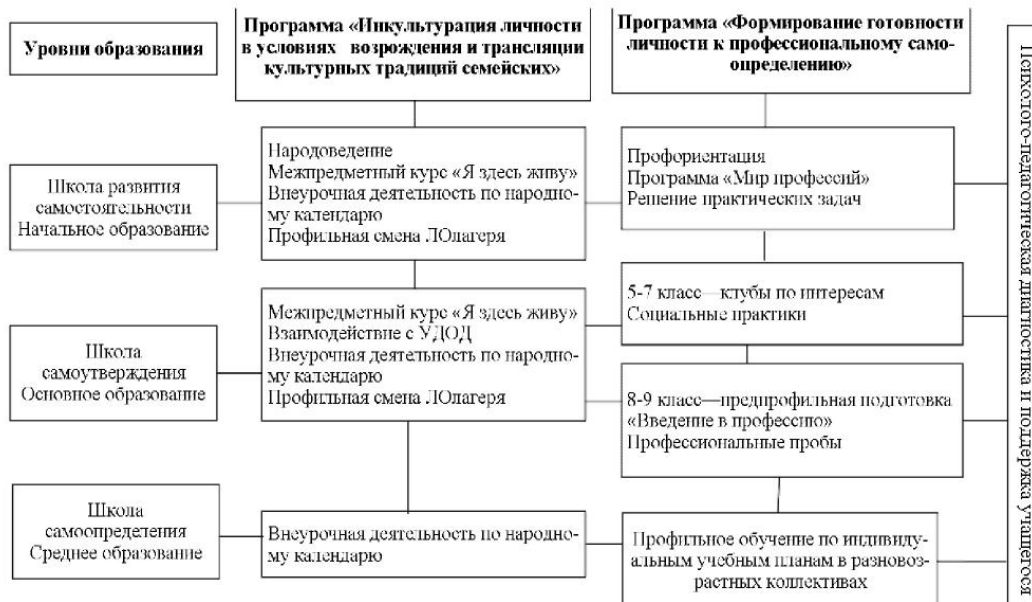 Уровни образования
Программа «Инкультурация личности
в условиях возрождения и трансляции
культурных традиций семейских»
Программа «Формирование готовности
личности к профессиональному само-
определению»
Школа развития
самостоятельности
Начальное образование
Народоведение
Межпредметный курс «Я здесь живу»
Внеурочная деятельность по народно-
му календарю
Профильная смена ЛОлагеря
Профориентация
Программа «Мир профессий»
Решение практических задач
Школа
самоутверждения
Основное образование
Межпредметный курс «Я здесь живу»
Взаимодействие с УДОД
Внеурочная деятельность по народно-
му календарю
Профильная смена ЛОлагеря
5-7 класс—клубы по интересам
Социальные практики
8-9 класс—предпрофильная подготовка
«Введение в профессию»
Профессиональные пробы
Школа
самоопределения
Среднее образование
Внеурочная деятельность по народно-
му календарю
Профильное обучение по индивиду-
альным учебным планам в разновоз-
растных коллективах
Психолого-педагогическая диагностика и поддержка учащегося